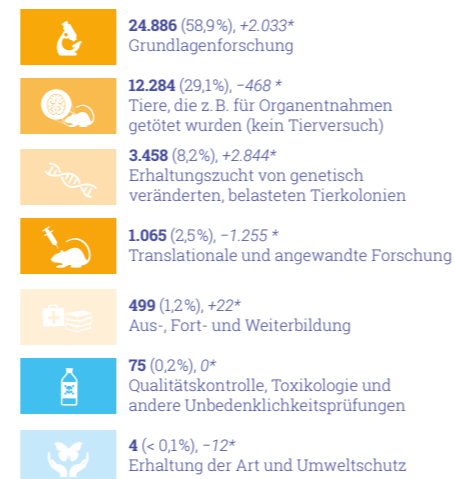 24.886 (58,9%), +2.033*
Grundlagenforschung
12.284 (29,1%), −468 *
Tiere, die z. B. für Organentnahmen
getötet wurden (kein Tierversuch)
3.458 (8,2%), +2.844*
Erhaltungszucht von genetisch
veränderten, belasteten Tierkolonien
1.065 (2,5%), −1.255 *
Translationale und angewandte Forschung
499 (1,2%), +22*
Aus-, Fort- und Weiterbildung
75 (0,2%), 0*
Qualitätskontrolle, Toxikologie und
andere Unbedenklichkeitsprüfungen
4 (< 0,1%), −12*
Erhaltung der Art und Umweltschutz